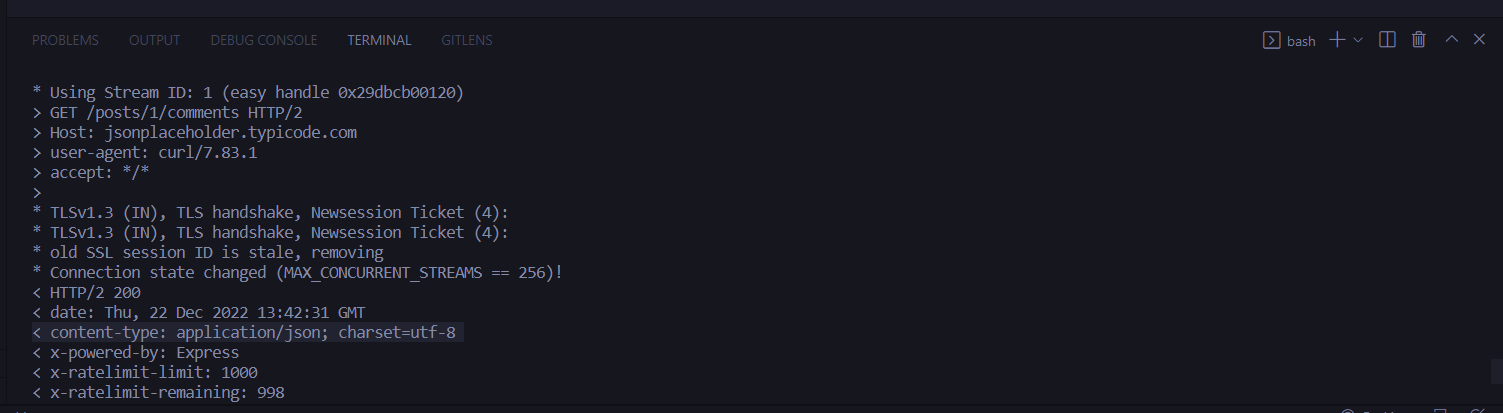 PROBLEMS OUTPUT DEBUG CONSOLE TERMINAL GITLENS bash
* Using Stream ID: 1 (easy handle 0x29dbcb00120)
> GET /posts/1/comments HTTP/2
> Host: jsonplaceholder.typicode.com
> user-agent: curl/7.83.1
> accept: */*
>
* TLSv1.3 (IN), TLS handshake, Newsession Ticket (4):
* TLSv1.3 (IN), TLS handshake, Newsession Ticket (4):
* old SSL session ID is stale, removing
* Connection state changed (MAX_CONCURRENT_STREAMS == 256)!
< HTTP/2 200
< date: Thu, 22 Dec 2022 13:42:31 GMT
< content-type: application/json; charset=utf-8
< x-powered-by: Express
< x-ratelimit-limit: 1000
< x-ratelimit-remaining: 998